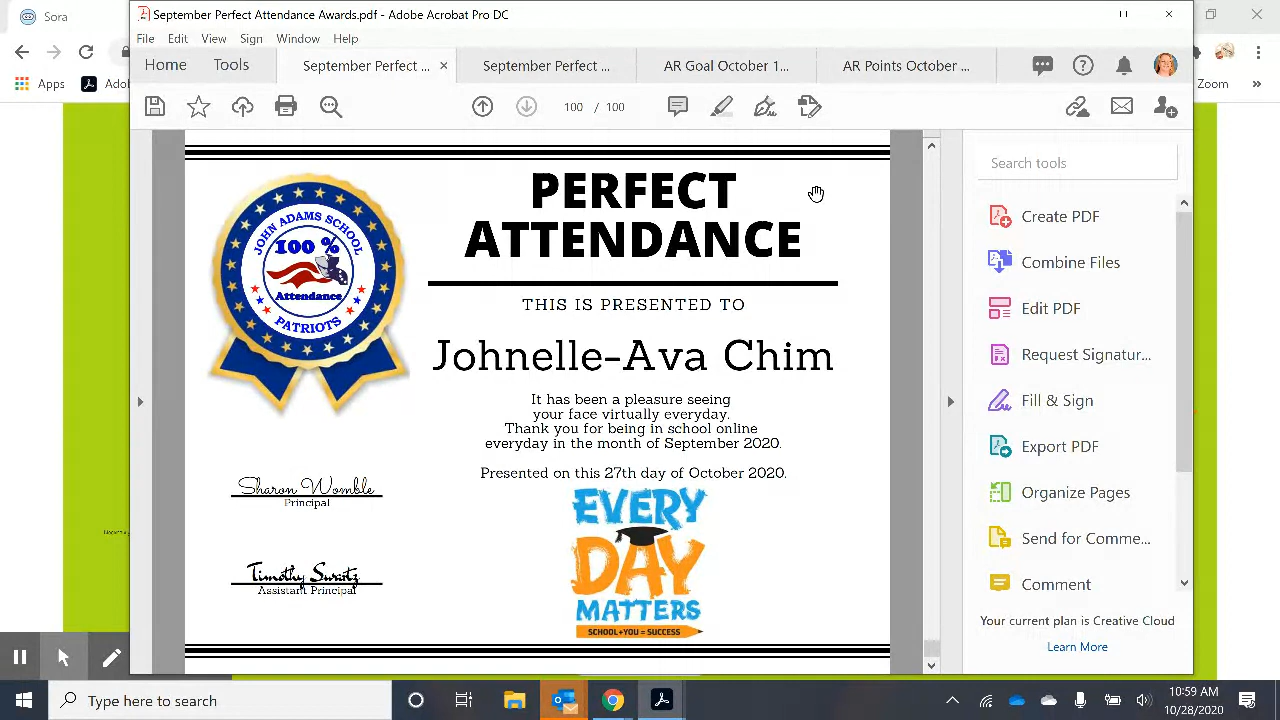 Sora
September Perfect Attendance Awards.pdf - Adobe Acrobat Pro DC
File Edit View Sign Window Help
Home Tools September Perfect ... × September Perfect ... AR Goal October 1... AR Points October ...
Apps
Zoom »
100 / 100
PERFECT
ATTENDANCE
JOHN ADAMS SCHOOL
100 %
Attendance
PATRIOTS
THIS IS PRESENTED TO
Johnelle-Ava Chim
It has been a pleasure seeing
your face virtually everyday.
Thank you for being in school online
everyday in the month of September 2020.
Presented on this 27th day of October 2020.
Sharon Womble
Principal
Timothy Swartz
Assistant Principal
EVERY
DAY
MATTERS
SCHOOL+YOU = SUCCESS
Search tools
Create PDF
Combine Files
Edit PDF
Request Signatur...
Fill & Sign
Export PDF
Organize Pages
Send for Comme...
Comment
Your current plan is Creative Cloud
Learn More
Type here to search
10:59 AM
10/28/2020